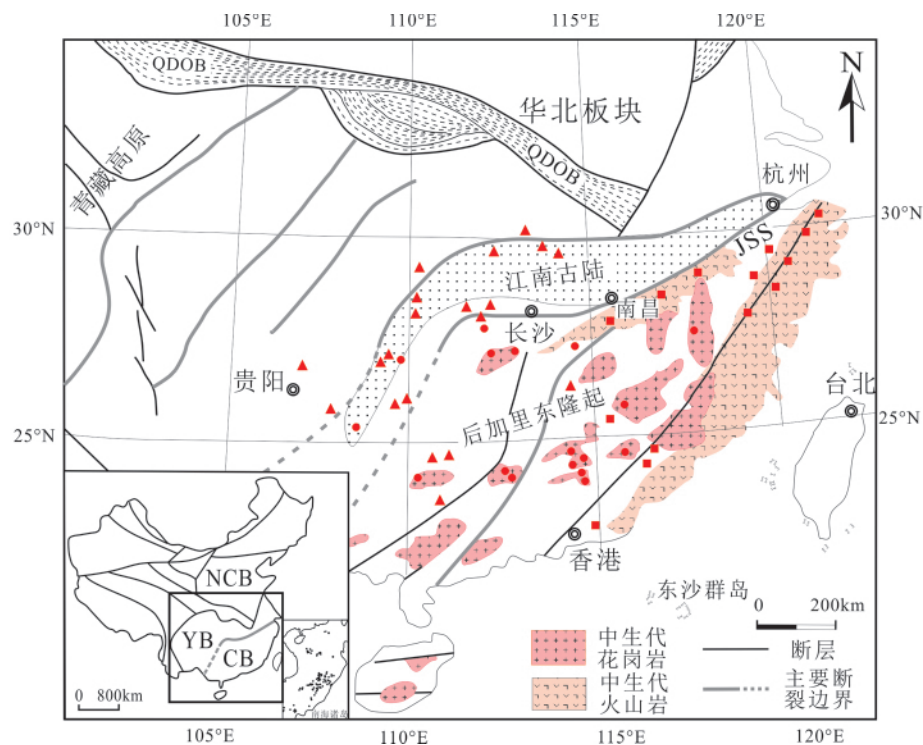 105°E 110°E 115°E 120°E
QDOB
N
华北板块
青藏高原
QDOB
杭州
30°N
30°N
JSS
江南古陆
南昌
长沙
贵阳
台北
后加里东隆起
25°N
25°N
香港
NCB
YB
CB
东沙群岛
0 200km
中生代
花岗岩
断层
中生代
火山岩
主要断
裂边界
0 800km
南海诸岛
105°E 110°E 115°E 120°E